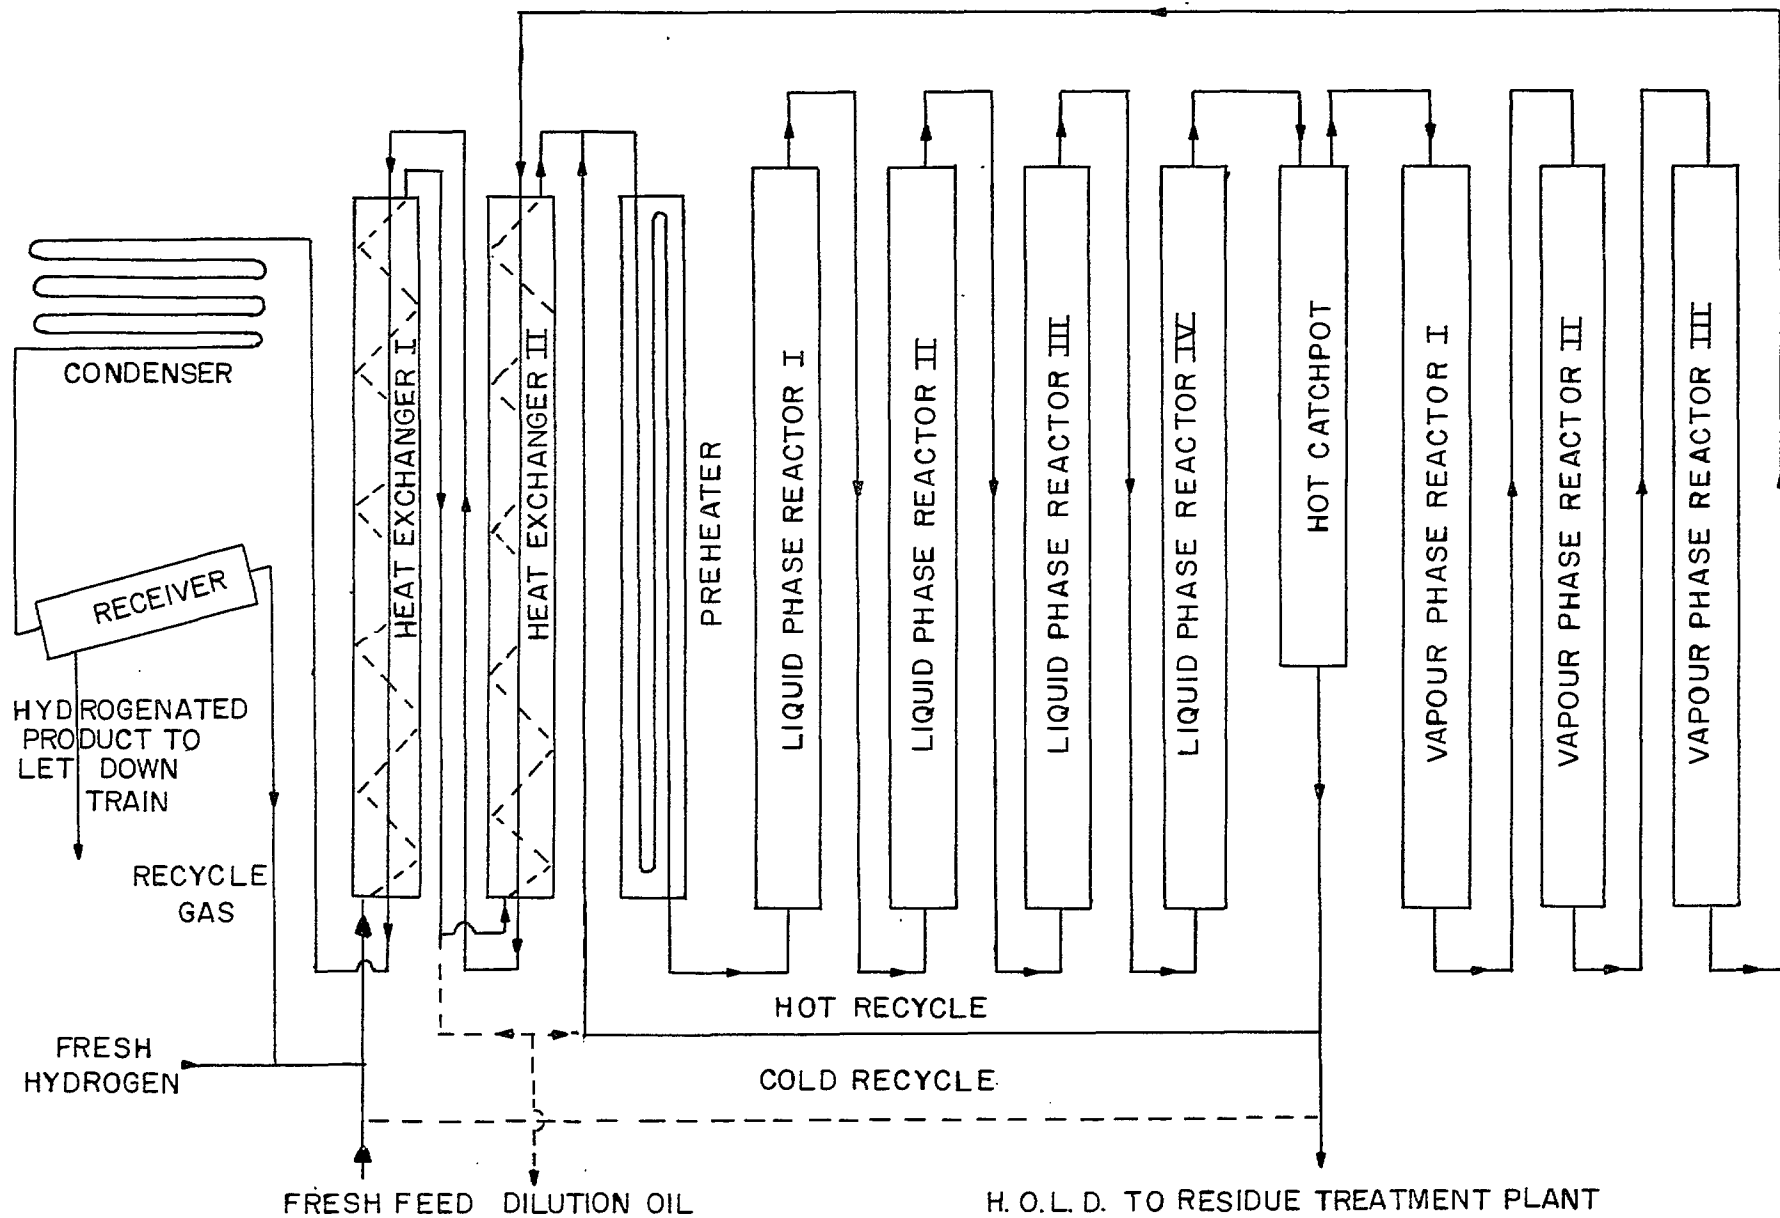 CONDENSER
HEAT EXCHANGER I
HEAT EXCHANGER II
PREHEATER
LIQUID PHASE REACTOR I
LIQUID PHASE REACTOR II
LIQUID PHASE REACTOR III
LIQUID PHASE REACTOR IV
HOT CATCHPOT
VAPOUR PHASE REACTOR I
VAPOUR PHASE REACTOR II
VAPOUR PHASE REACTOR III
RECEIVER
HYDROGENATED
PRODUCT TO
LET DOWN
TRAIN
RECYCLE
GAS
HOT RECYCLE
FRESH
HYDROGEN
COLD RECYCLE
FRESH FEED
DILUTION OIL
H.O.L.D. TO RESIDUE TREATMENT PLANT